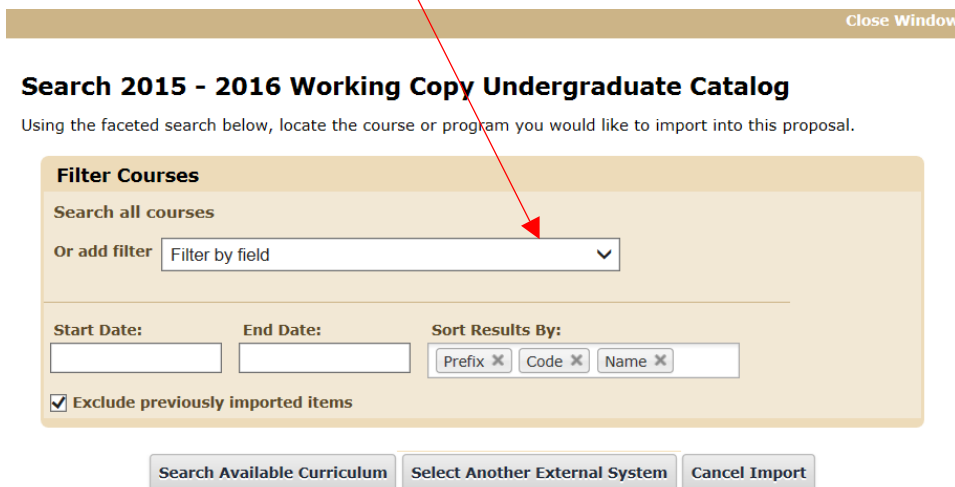 Close Window
Search 2015 - 2016 Working Copy Undergraduate Catalog
Using the faceted search below, locate the course or program you would like to import into this proposal.
Filter Courses
Search all courses
Or add filter Filter by field
Start Date: End Date: Sort Results By:
Prefix Code Name
Exclude previously imported items
Search Available Curriculum Select Another External System Cancel Import